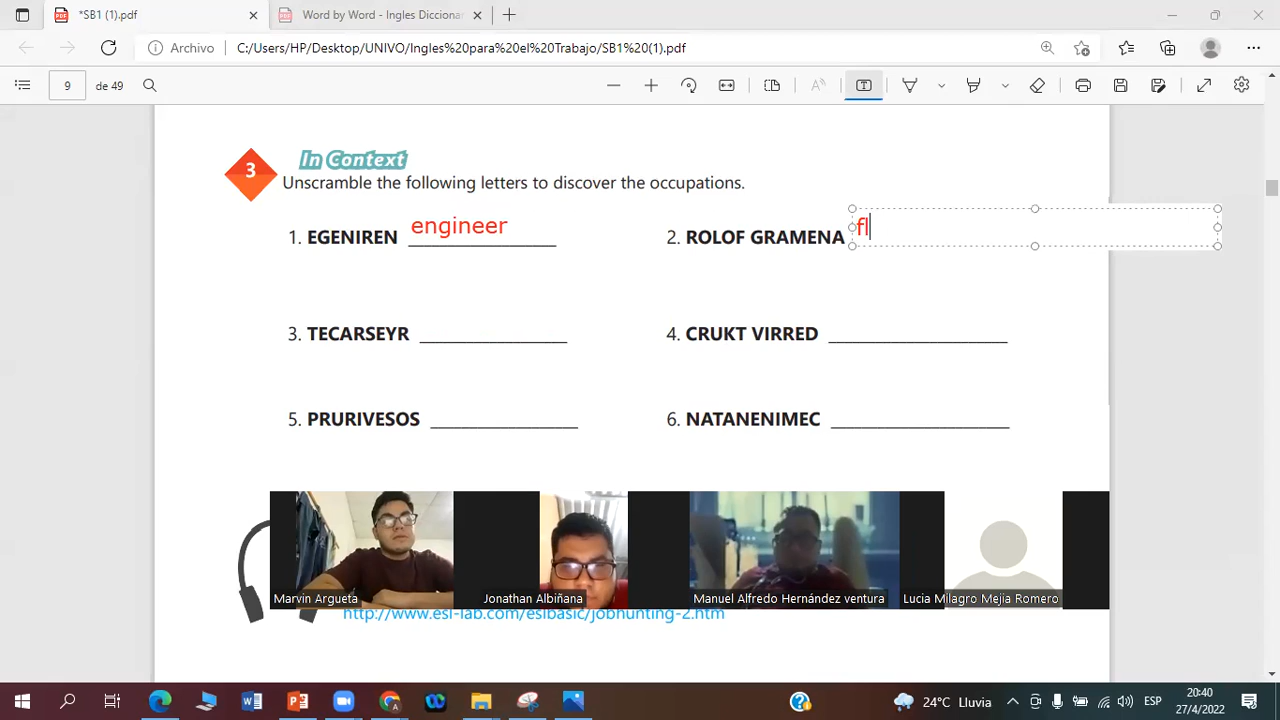 *SB1 (1).pdf
Word by Word - Ingles Dicciona
Archivo
C:/Users/HP/Desktop/UNIVO/Ingles%20para%20el%20Trabajo/SB1%20(1).pdf
9 de 49
3
In Context
Unscramble the following letters to discover the occupations.
1. EGENIREN engineer
2. ROLOF GRAMENA fl
3. TECARSEYR
4. CRUKT VIRRED
5. PRURIVESOS
6. NATANENIMEC
Marvin Argueta
Jonathan Albiñana
Manuel Alfredo Hernández ventura
Lucia Milagro Mejia Romero
http://www.esl-lab.com/eslbasic/jobhunting-2.htm
24°C Lluvia
ESP
20:40
27/4/2022